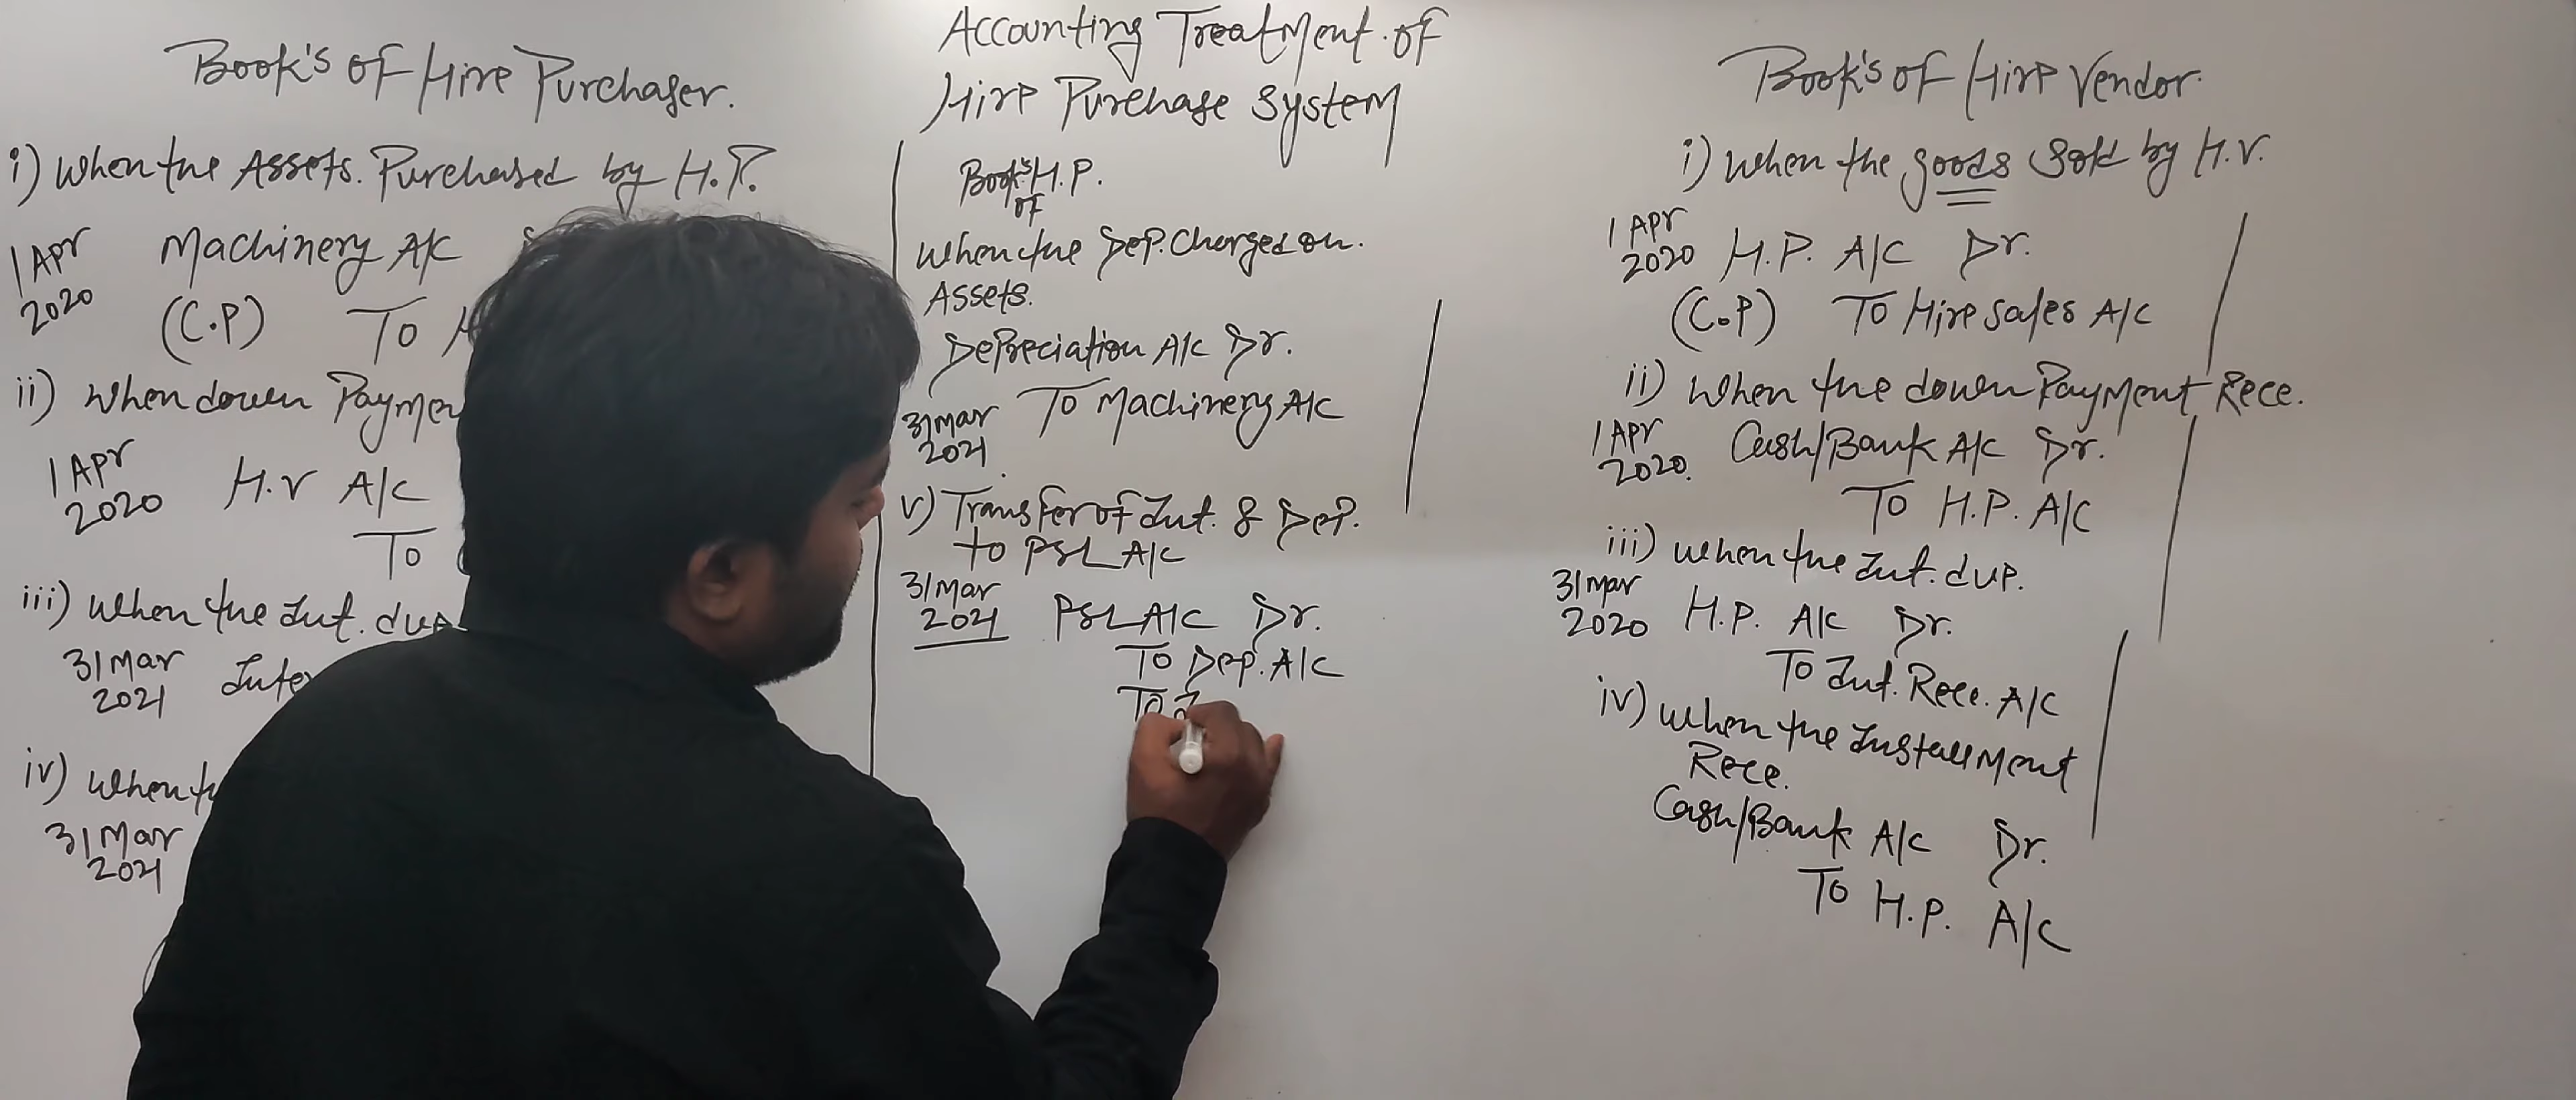 Accounting Treatment of
Hire Purchase System
Book's of Hire Purchaser.
i) When the Assets. Purchased by H.P.
1 Apr
2020
Machinery A/c
(C.P) To
ii) When down Paymen
1 Apr
2020
H.V A/c
To
iii) When the Int. due
31 Mar
2021
Inter
iv) When
31 Mar
2021
Book's H.P.
of
When the Dep. Charged on.
Assets.
Depreciation A/c Dr.
To Machinery A/c
31 Mar
2021
v) Transfer of Int. & Dep.
to P&L A/c
31 Mar
2021
P&L A/c Dr.
To Dep. A/c
To
Book's of Hire Vendor.
i) When the goods Sold by H.V.
1 Apr
2020
H.P. A/c Dr.
(C.P) To Hire Sales A/c
ii) When the down Payment Rece.
1 Apr
2020.
Cash/Bank A/c Dr.
To H.P. A/c
iii) When the Int. due.
31 Mar
2020
H.P. A/c Dr.
To Int. Rece. A/c
iv) When the Installment
Rece.
Cash/Bank A/c Dr.
To H.P. A/c